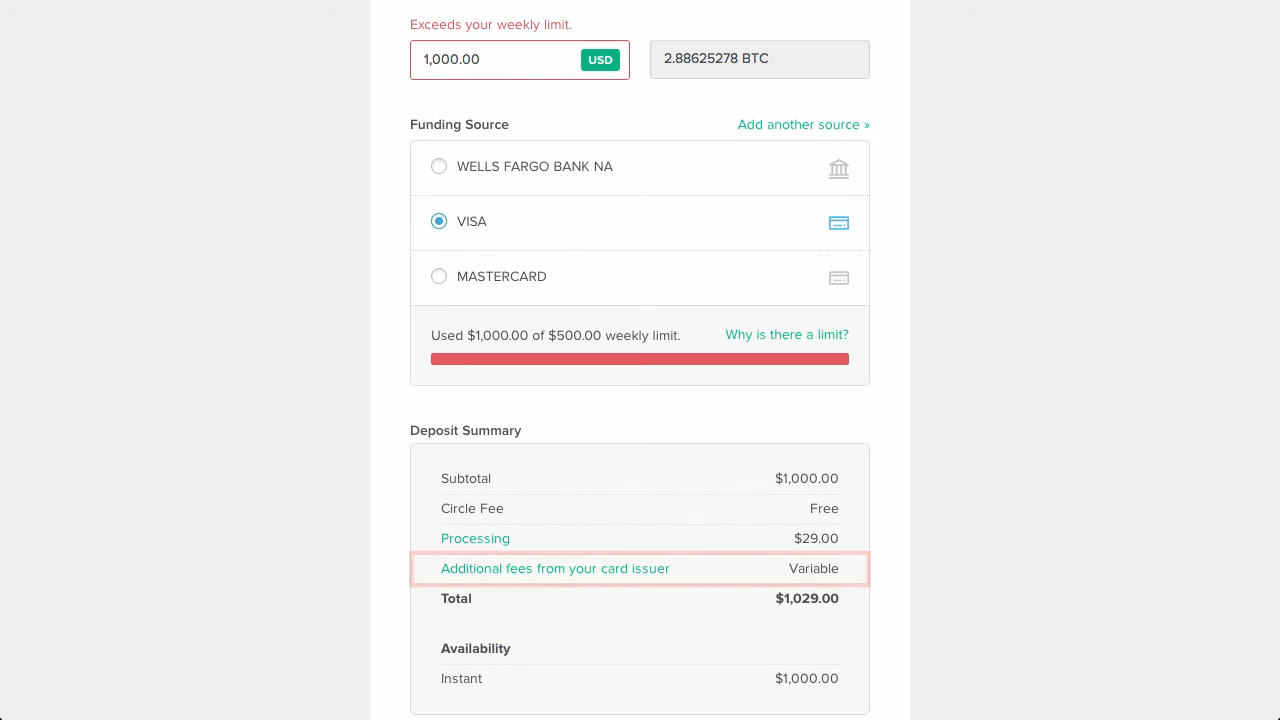 Exceeds your weekly limit.
1,000.00 USD 2.88625278 BTC
Funding Source Add another source »
WELLS FARGO BANK NA
VISA
MASTERCARD
Used $1,000.00 of $500.00 weekly limit. Why is there a limit?
Deposit Summary
Subtotal $1,000.00
Circle Fee Free
Processing $29.00
Additional fees from your card issuer Variable
Total $1,029.00
Availability
Instant $1,000.00